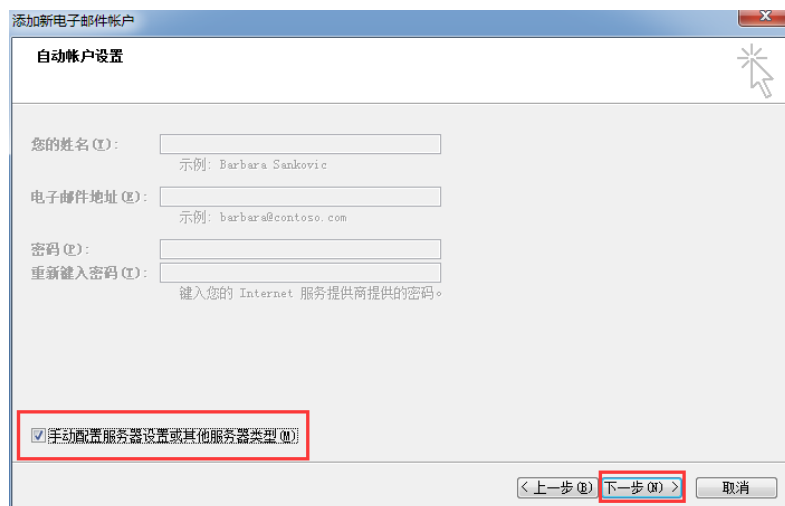 添加新电子邮件帐户
自动帐户设置
您的姓名(Y):
示例: Barbara Sankovic
电子邮件地址(E):
示例: barbara@contoso.com
密码(P):
重新键入密码(T):
键入您的 Internet 服务提供商提供的密码。
手动配置服务器设置或其他服务器类型(M)
< 上一步(B) 下一步(N) > 取消